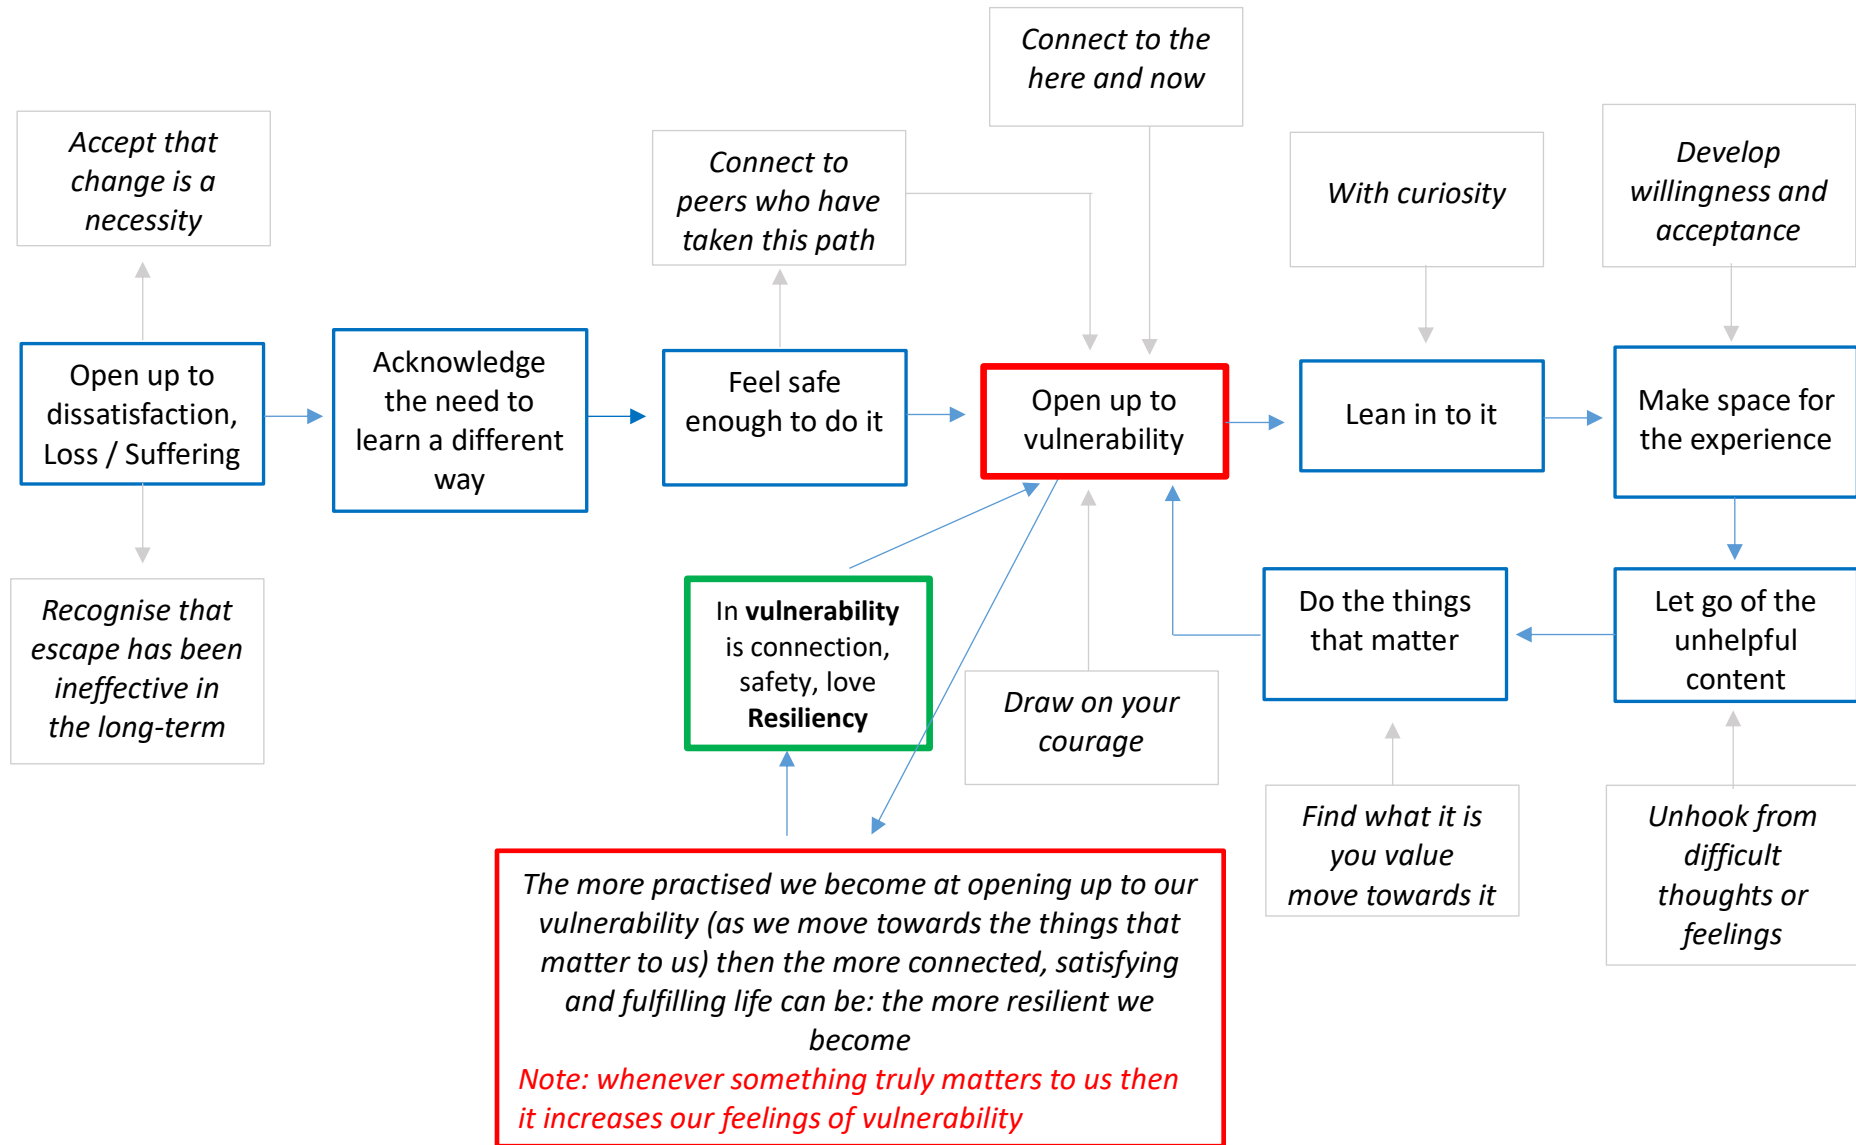 Connect to the
here and now
Accept that
change is a
necessity
Connect to
peers who have
taken this path
With curiosity
Develop
willingness and
acceptance
Open up to
dissatisfaction,
Loss / Suffering
Acknowledge
the need to
learn a different
way
Feel safe
enough to do it
Open up to
vulnerability
Lean in to it
Make space for
the experience
Recognise that
escape has been
ineffective in
the long-term
In vulnerability
is connection,
safety, love
Resiliency
Draw on your
courage
Do the things
that matter
Let go of the
unhelpful
content
Find what it is
you value
move towards it
Unhook from
difficult
thoughts or
feelings
The more practised we become at opening up to our
vulnerability (as we move towards the things that
matter to us) then the more connected, satisfying
and fulfilling life can be: the more resilient we
become
Note: whenever something truly matters to us then
it increases our feelings of vulnerability